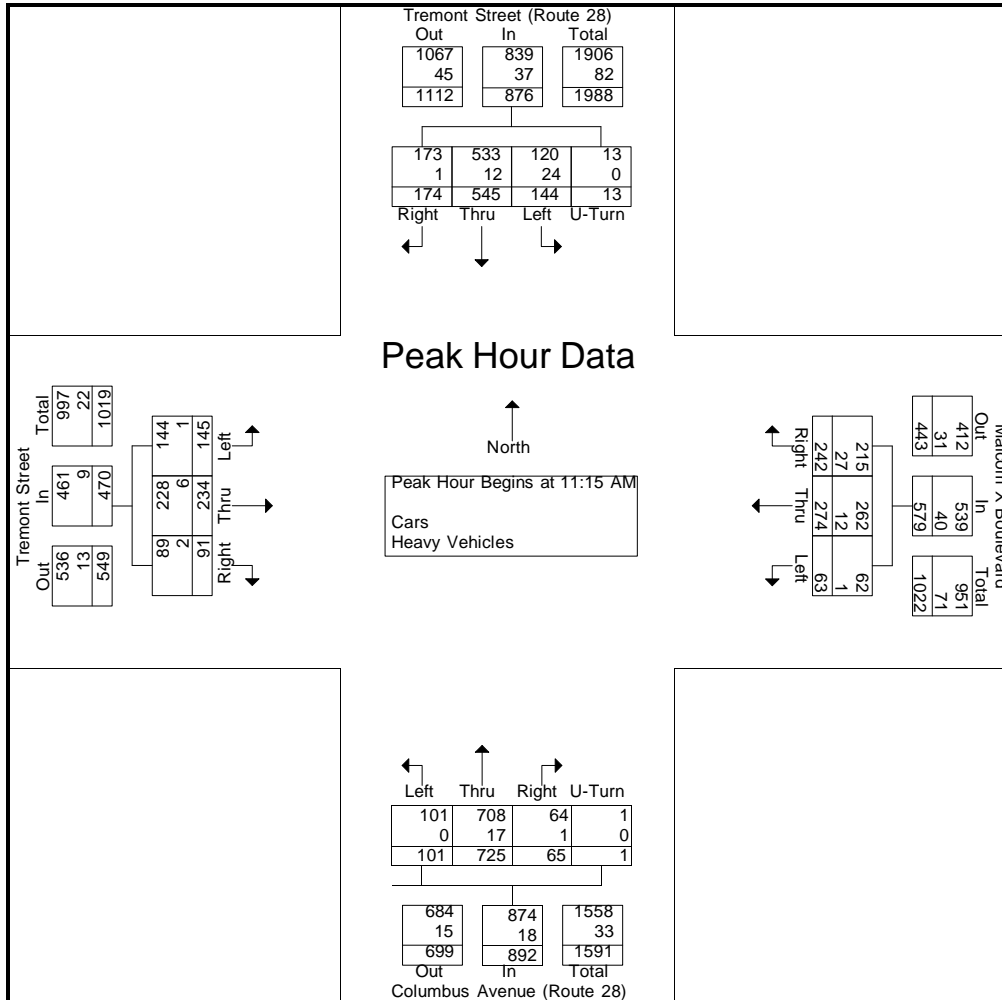 Tremont Street (Route 28)
Out In Total
1067 839 1906
45 37 82
1112 876 1988
173 533 120 13
1 12 24 0
174 545 144 13
Right Thru Left U-Turn
Peak Hour Data
North
Peak Hour Begins at 11:15 AM
Cars
Heavy Vehicles
Tremont Street
Out In Total
536 461 997
13 9 22
549 470 1019
89 228 144
2 6 1
91 234 145
Right Thru Left
Malcolm X Boulevard
Out In Total
412 539 951
31 40 71
443 579 1022
215 262 62
27 12 1
242 274 63
Right Thru Left
Left Thru Right U-Turn
101 708 64 1
0 17 1 0
101 725 65 1
684 874 1558
15 18 33
699 892 1591
Out In Total
Columbus Avenue (Route 28)